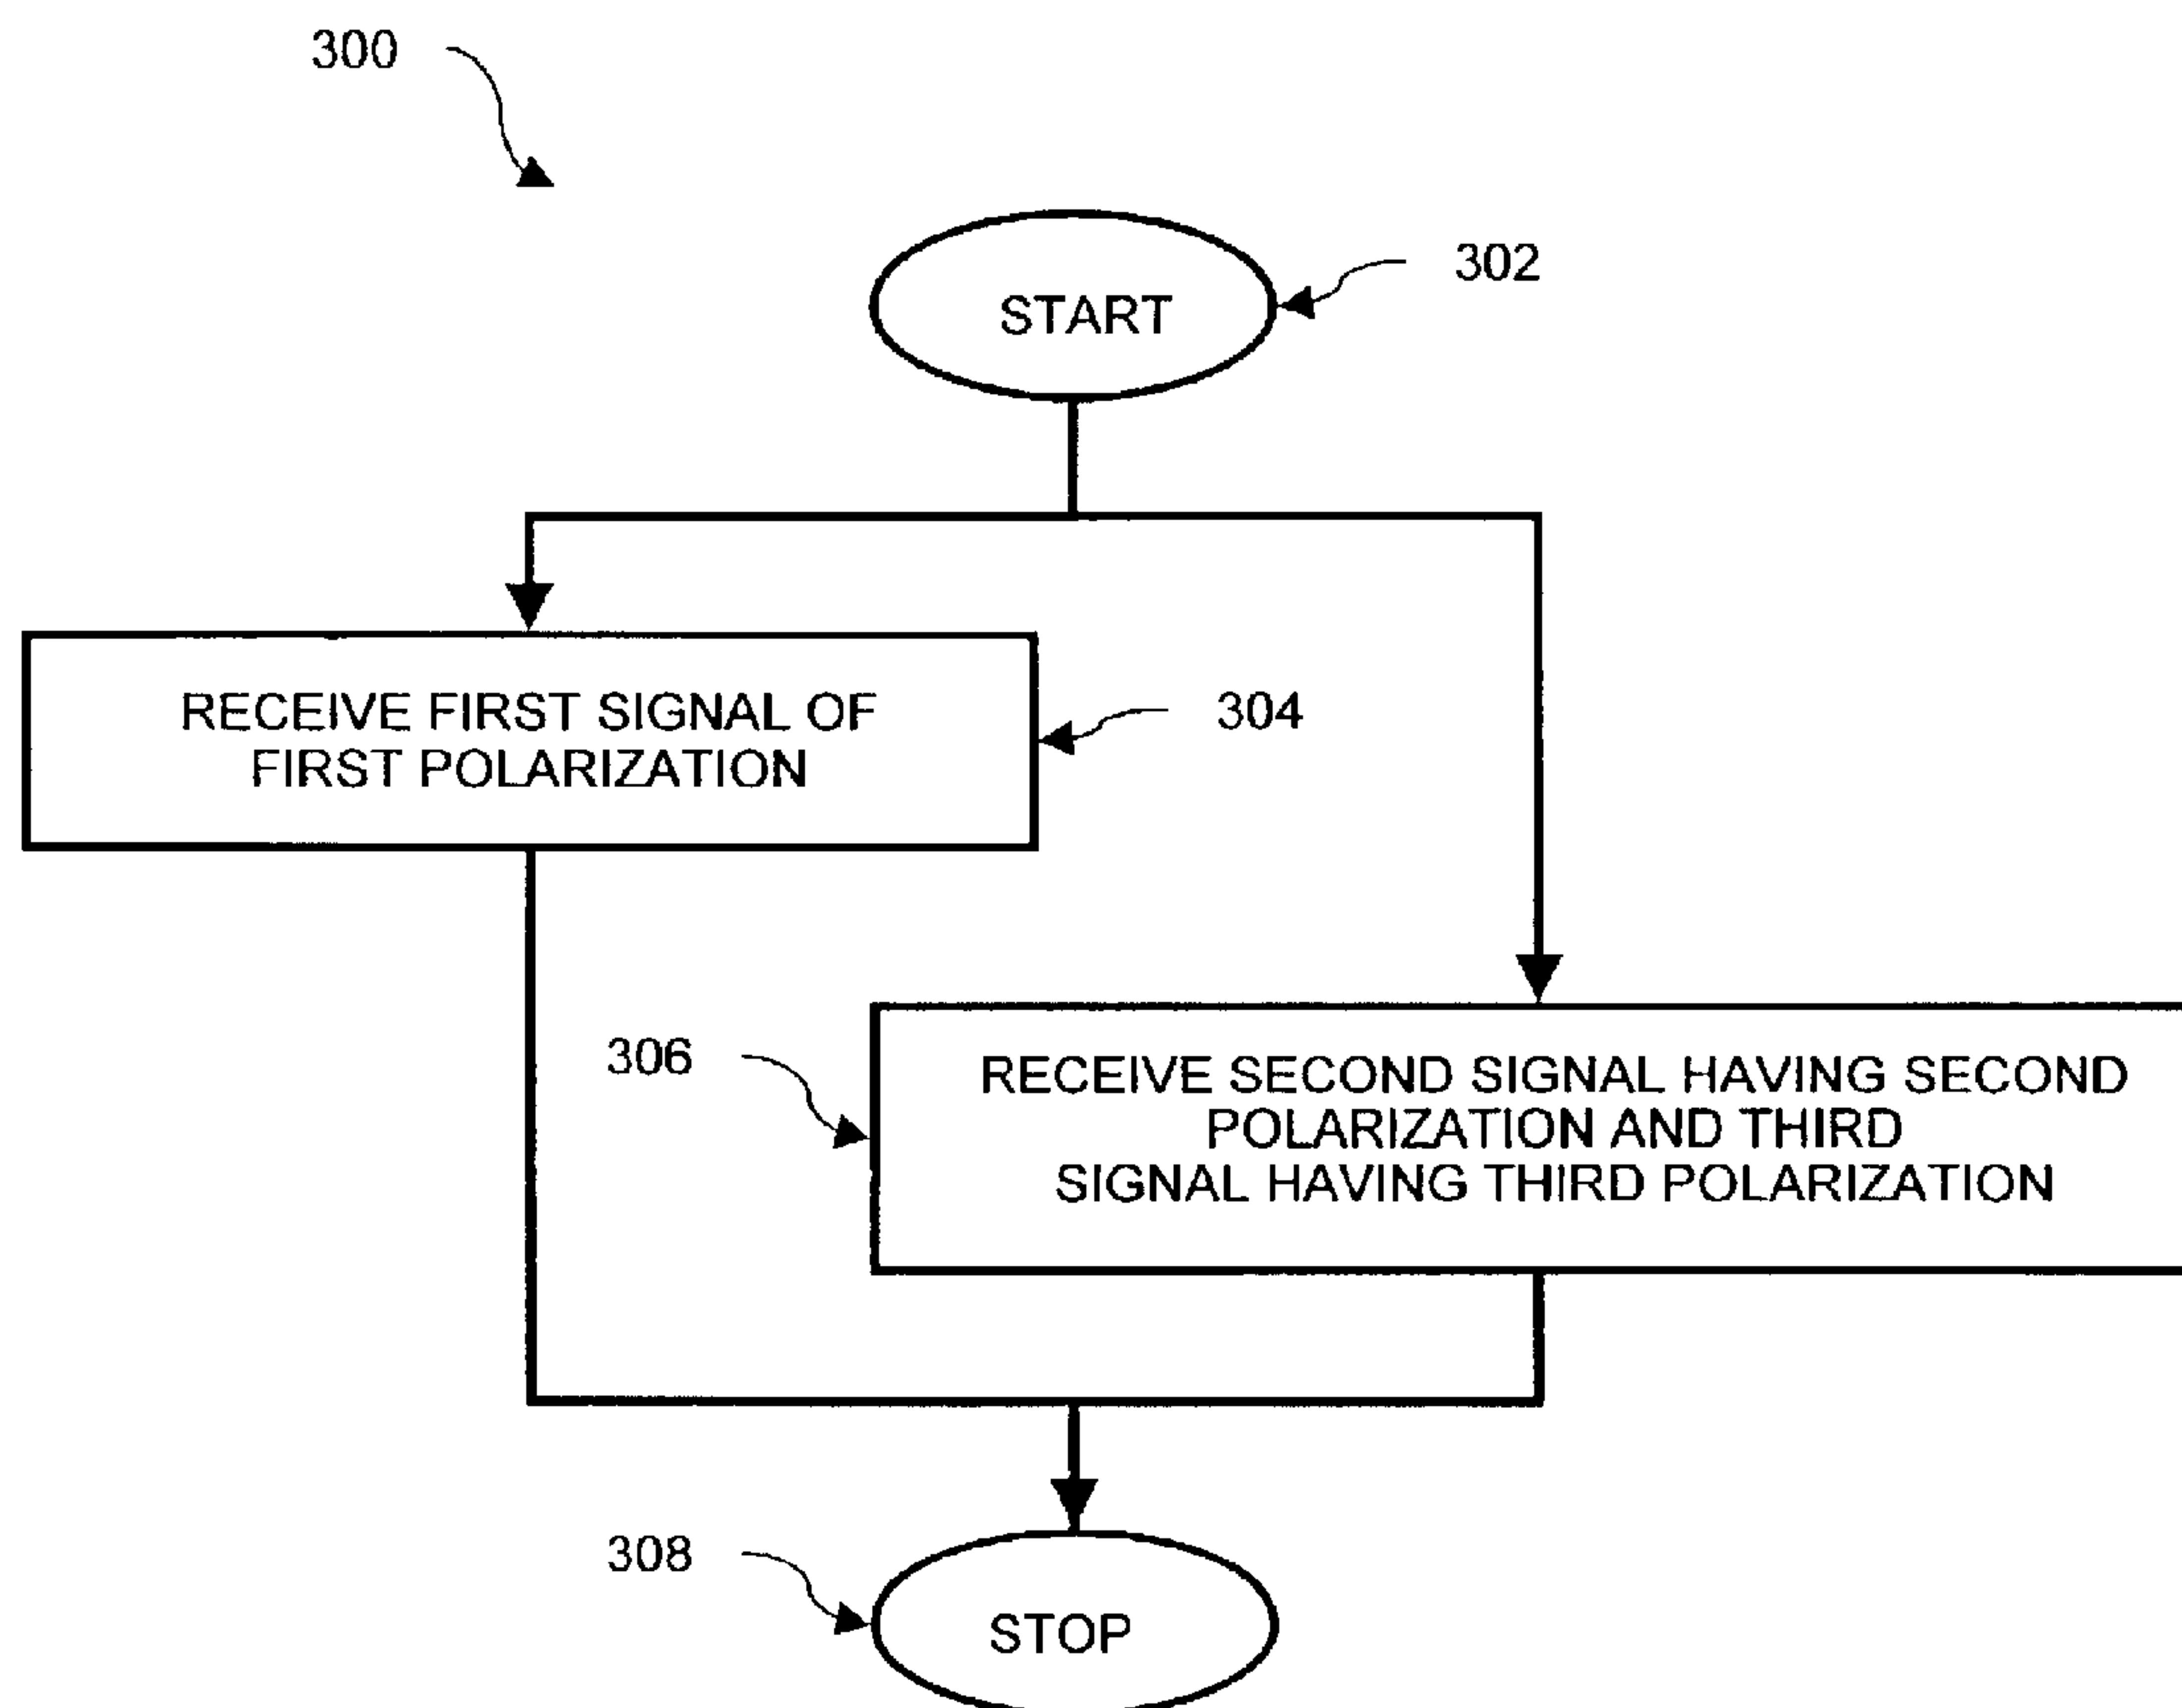 300
302
START
RECEIVE FIRST SIGNAL OF
FIRST POLARIZATION
304
306
RECEIVE SECOND SIGNAL HAVING SECOND
POLARIZATION AND THIRD
SIGNAL HAVING THIRD POLARIZATION
308
STOP